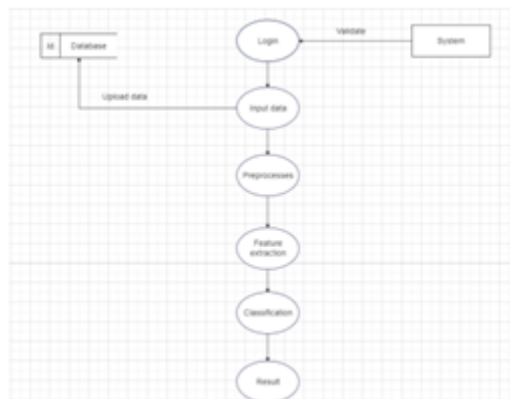 Login
Validate
System
Id Database
Upload data
Input data
Preprocesses
Feature
extraction
Classification
Result